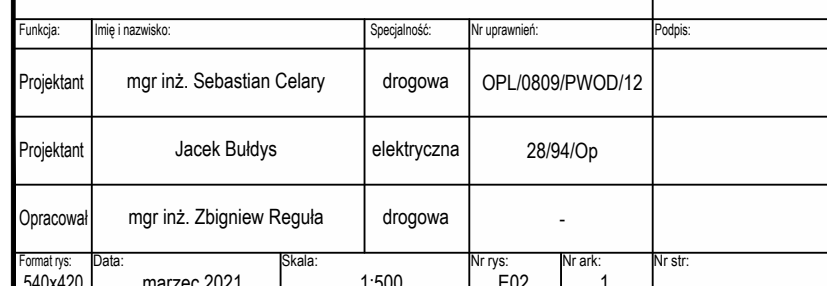 Funkcja: Imię i nazwisko: Specjalność: Nr uprawnień: Podpis:
Projektant mgr inż. Sebastian Celary drogowa OPL/0809/PWOD/12
Projektant Jacek Bułdys elektryczna 28/94/Op
Opracował mgr inż. Zbigniew Reguła drogowa -
Format rys: Data: Skala: Nr rys: Nr ark: Nr str:
540x420 marzec 2021 1:500 E02 1